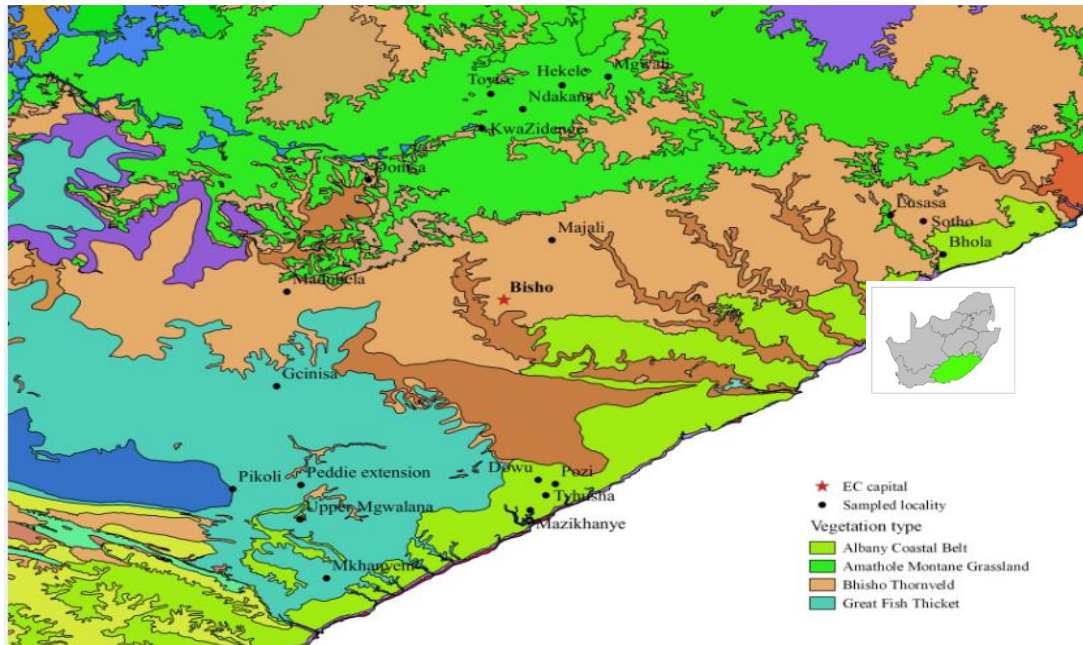 Hekele
Mgwali
Toyise
Ndakana
KwaZidenge
Domsa
Lusasa
Sotho
Majali
Bhola
Bisho
Gcinisa
Dowu
Pozi
Pikoli
Peddie extension
Tyhusha
Upper Mgwalana
Mazikhanye
Mkhanyeni
EC capital
Sampled locality
Vegetation type
Albany Coastal Belt
Amathole Montane Grassland
Bhisho Thornveld
Great Fish Thicket